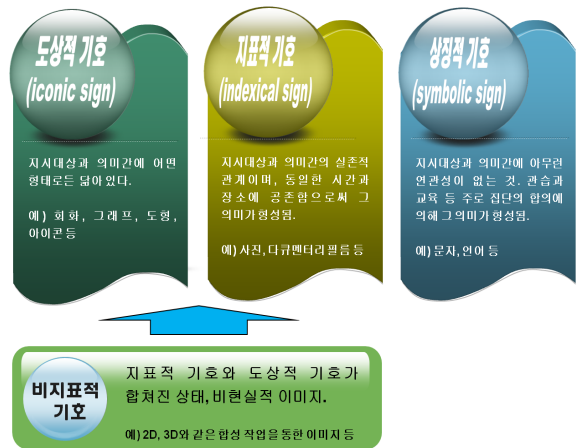 도상적 기호
(iconic sign)
지시대상과 의미간에 어떤
형태로든 닮아있다.
예) 회화, 그래프, 도형,
아이콘 등
지표적 기호
(indexical sign)
지시대상과 의미간의 실존적
관계이며, 동일한 시간과
장소에 공존함으로써 그
의미가 형성됨.
예) 사진, 다큐멘터리 필름 등
상징적 기호
(symbolic sign)
지시대상과 의미간에 아무런
연관성이 없는 것. 관습과
교육 등 주로 집단의 합의에
의해 그 의미가 형성됨.
예) 문자, 언어 등
비지표적
기호
지표적 기호와 도상적 기호가
합쳐진 상태, 비현실적 이미지.
예) 2D, 3D와 같은 합성 작업을 통한 이미지 등